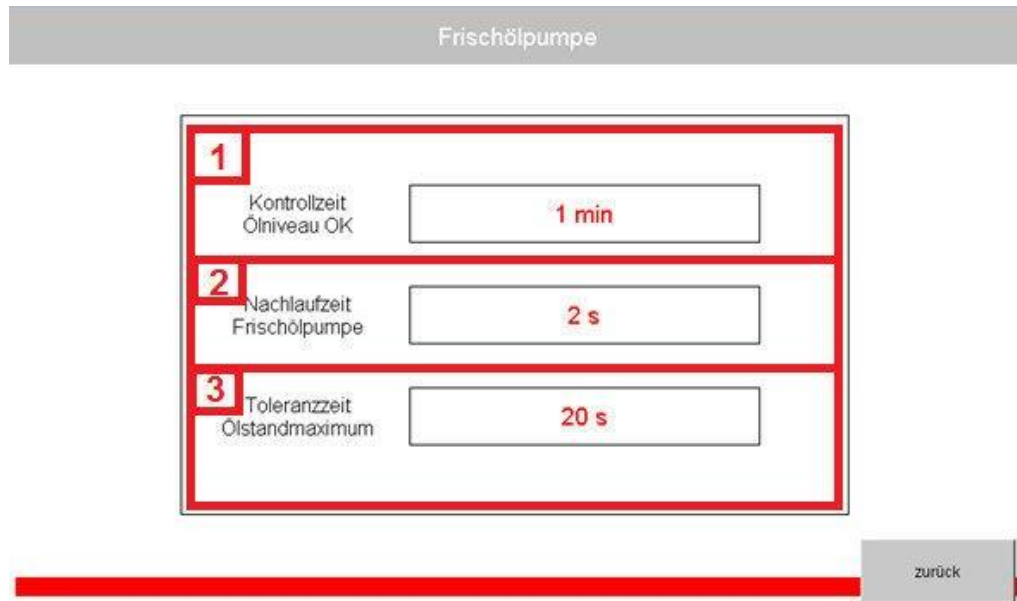 Frischölpumpe
1
Kontrollzeit
Ölniveau OK
1 min
2
Nachlaufzeit
Frischölpumpe
2 s
3
Toleranzzeit
Ölstandmaximum
20 s
zurück